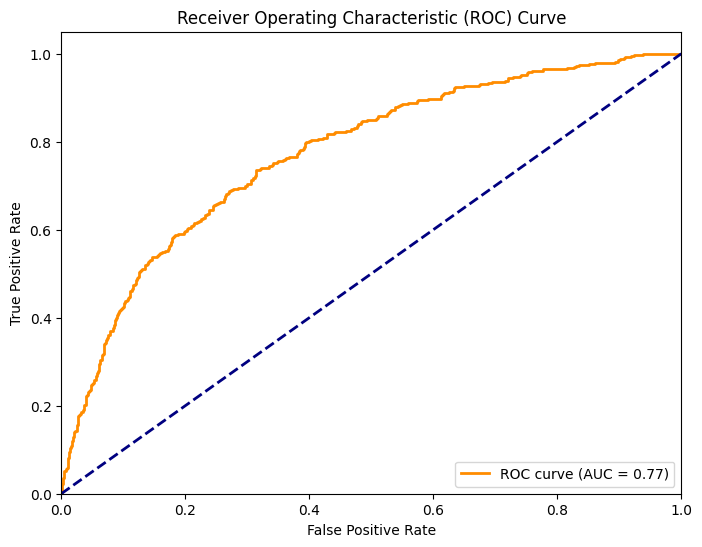 Receiver Operating Characteristic (ROC) Curve
1.0
0.8
0.6
0.4
0.2
0.0
True Positive Rate
ROC curve (AUC = 0.77)
0.0 0.2 0.4 0.6 0.8 1.0
False Positive Rate